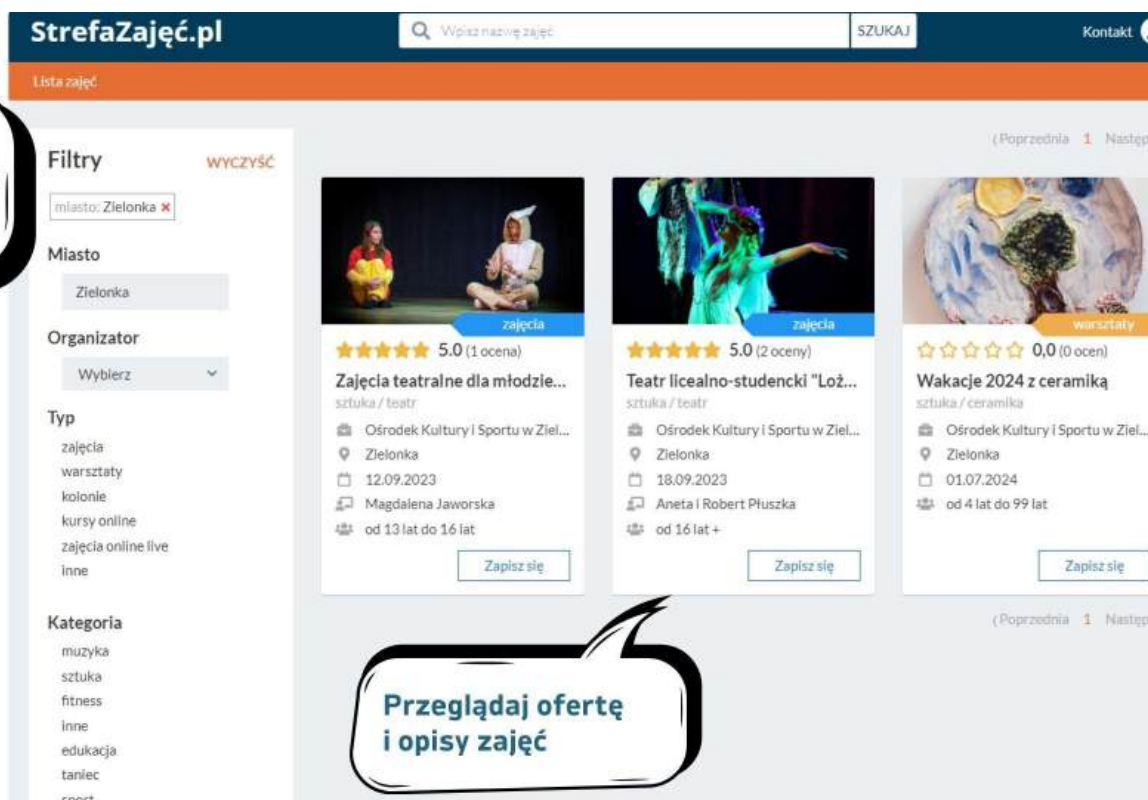 StrefaZajęć.pl
Wpisz nazwę zajęć
SZUKAJ
Kontakt
Lista zajęć
Filtry
WYCZYŚĆ
miasto: Zielonka ×
Miasto
Zielonka
Organizator
Wybierz
Typ
zajęcia
warsztaty
kolonie
kursy online
zajęcia online live
inne
Kategoria
muzyka
sztuka
fitness
inne
edukacja
taniec
sport
(Poprzednia 1 Następ
zajęcia
5.0 (1 ocena)
Zajęcia teatralne dla młodzie...
sztuka / teatr
Ośrodek Kultury i Sportu w Ziel...
Zielonka
12.09.2023
Magdalena Jaworska
od 13 lat do 16 lat
Zapisz się
zajęcia
5.0 (2 oceny)
Teatr licealno-studencki "Loż...
sztuka / teatr
Ośrodek Kultury i Sportu w Ziel...
Zielonka
18.09.2023
Aneta i Robert Płuszka
od 16 lat +
Zapisz się
warsztaty
0,0 (0 ocen)
Wakacje 2024 z ceramiką
sztuka / ceramika
Ośrodek Kultury i Sportu w Ziel...
Zielonka
01.07.2024
od 4 lat do 99 lat
Zapisz się
(Poprzednia 1 Następ
Przeglądaj ofertę
i opisy zajęć